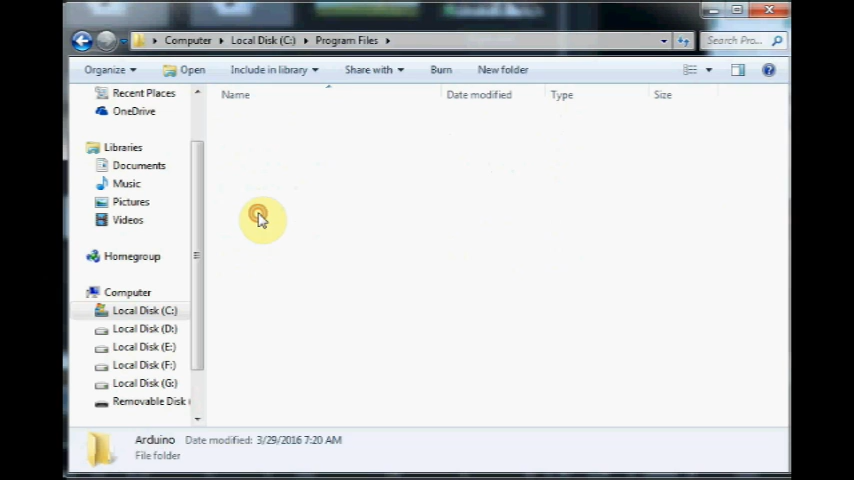 Computer Local Disk (C:) Program Files Search Pro...
Organize Open Include in library Share with Burn New folder
Name Date modified Type Size
Recent Places
OneDrive
Libraries
Documents
Music
Pictures
Videos
Homegroup
Computer
Local Disk (C:)
Local Disk (D:)
Local Disk (E:)
Local Disk (F:)
Local Disk (G:)
Removable Disk (
Arduino Date modified: 3/29/2016 7:20 AM
File folder